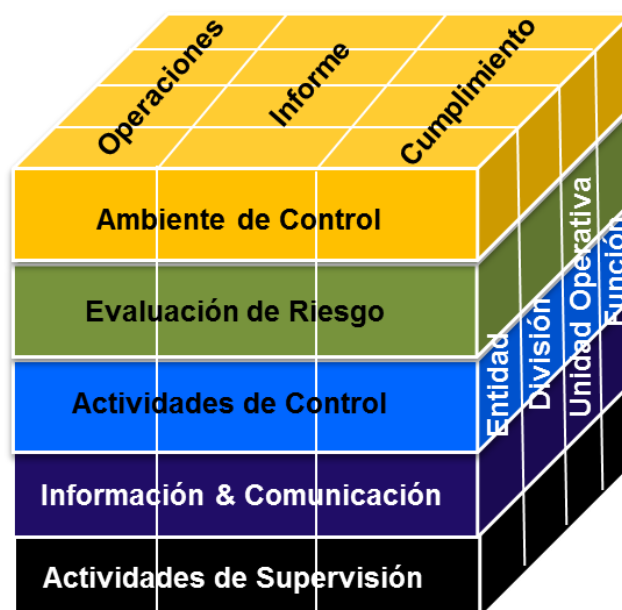 Operaciones
Informe
Cumplimiento
Ambiente de Control
Evaluación de Riesgo
Actividades de Control
Información & Comunicación
Actividades de Supervisión
Entidad
División
Unidad Operativa
Función